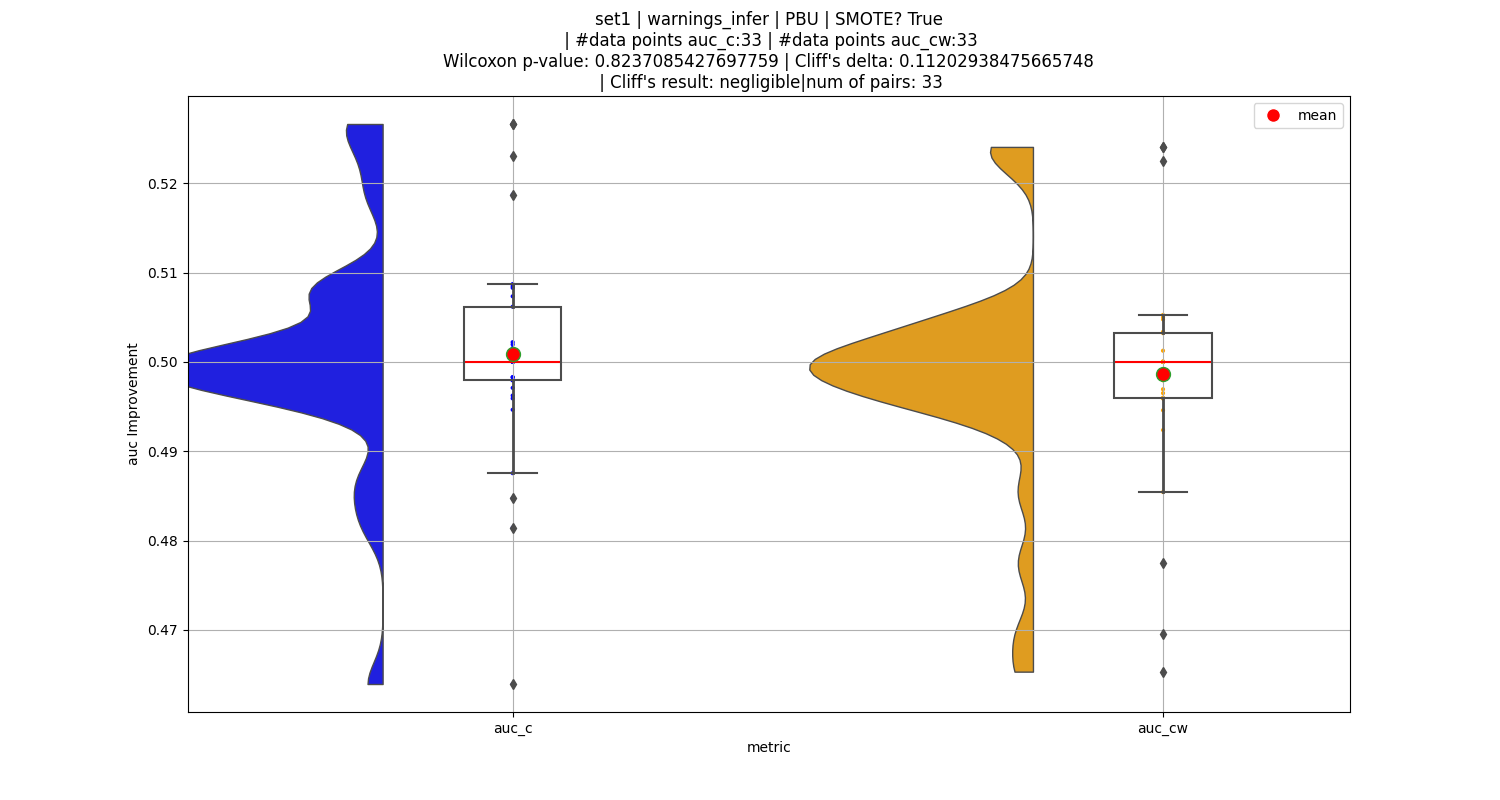 set1 | warnings_infer | PBU | SMOTE? True
| #data points auc_c:33 | #data points auc_cw:33
Wilcoxon p-value: 0.8237085427697759 | Cliff's delta: 0.11202938475665748
| Cliff's result: negligible|num of pairs: 33
mean
0.52
0.51
0.50
0.49
0.48
0.47
auc Improvement
auc_c
auc_cw
metric